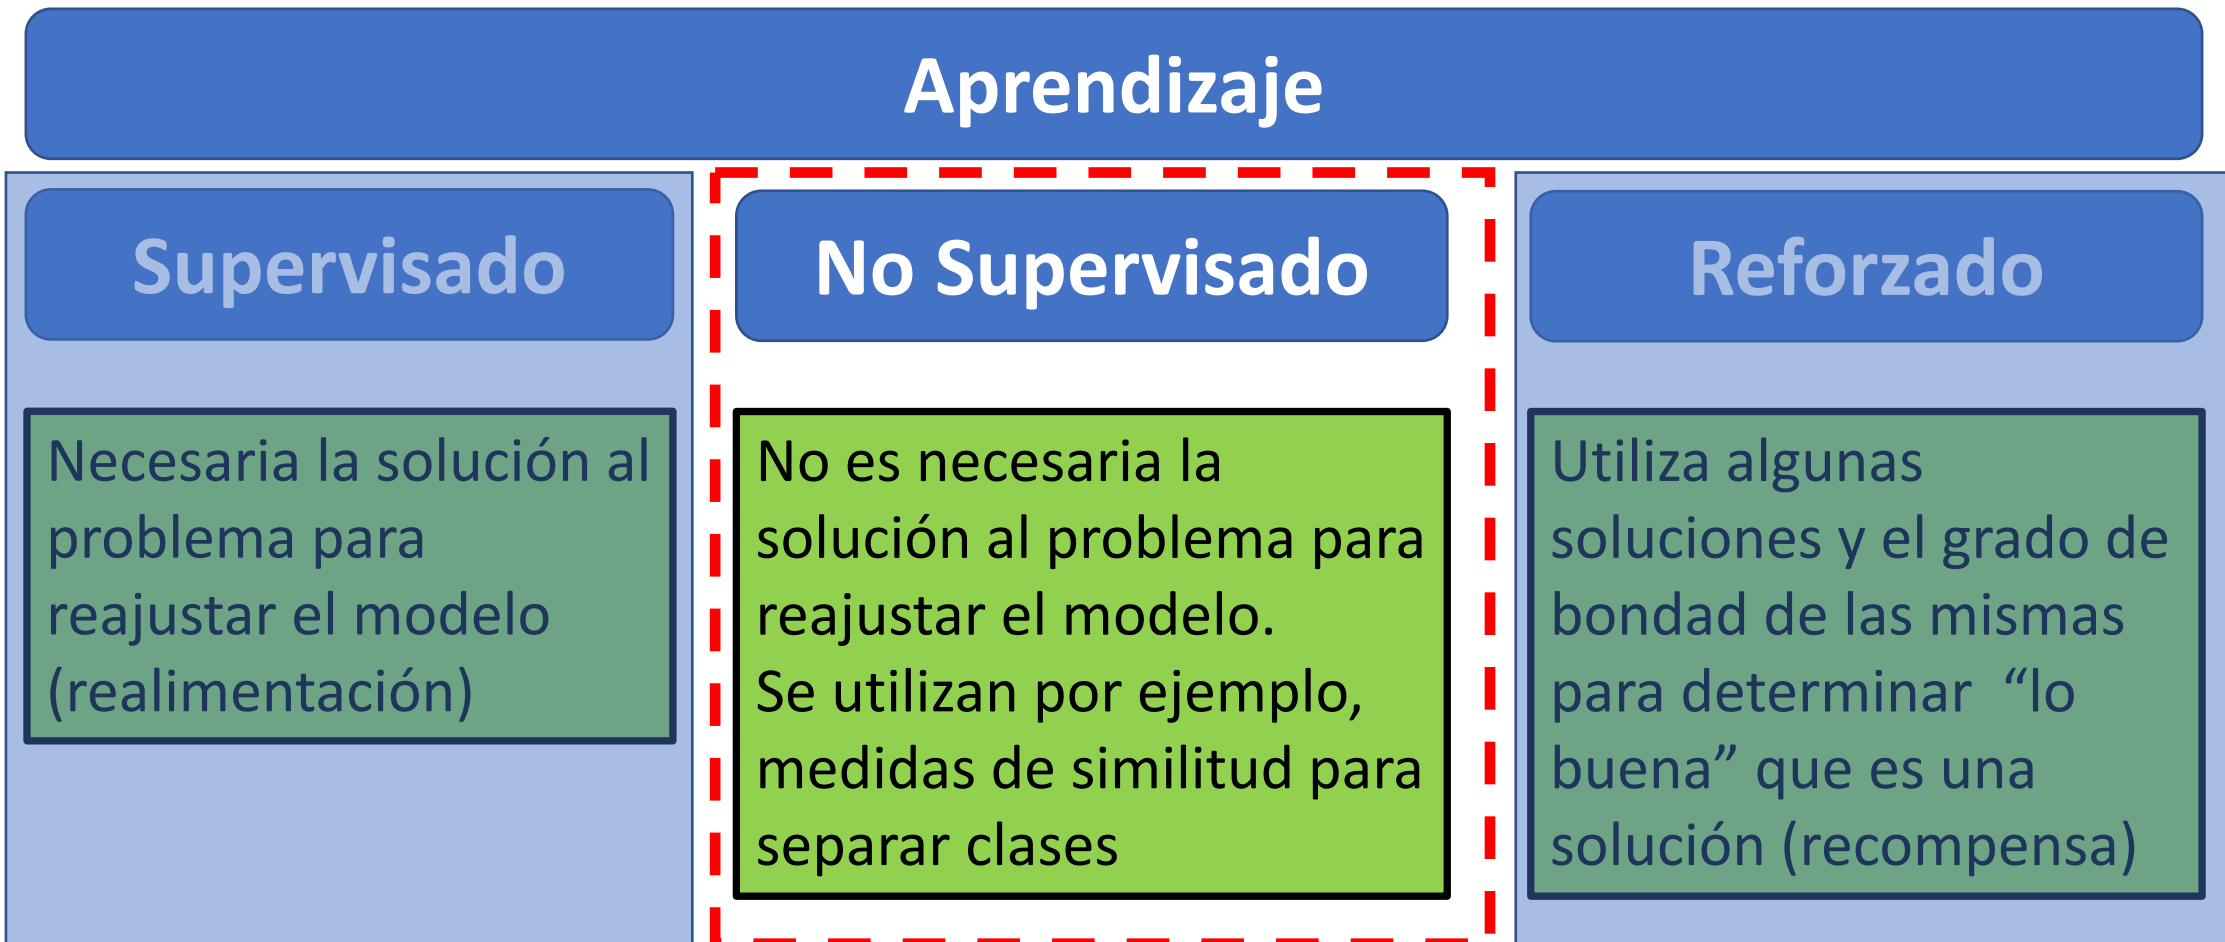 Aprendizaje
Supervisado
Necesaria la solución al
problema para
reajustar el modelo
(realimentación)
No Supervisado
No es necesaria la
solución al problema para
reajustar el modelo.
Se utilizan por ejemplo,
medidas de similitud para
separar clases
Reforzado
Utiliza algunas
soluciones y el grado de
bondad de las mismas
para determinar “lo
buena” que es una
solución (recompensa)